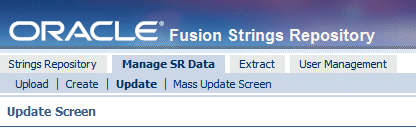 ORACLE® Fusion Strings Repository
Strings Repository Manage SR Data Extract User Management
Upload | Create | Update | Mass Update Screen
Update Screen